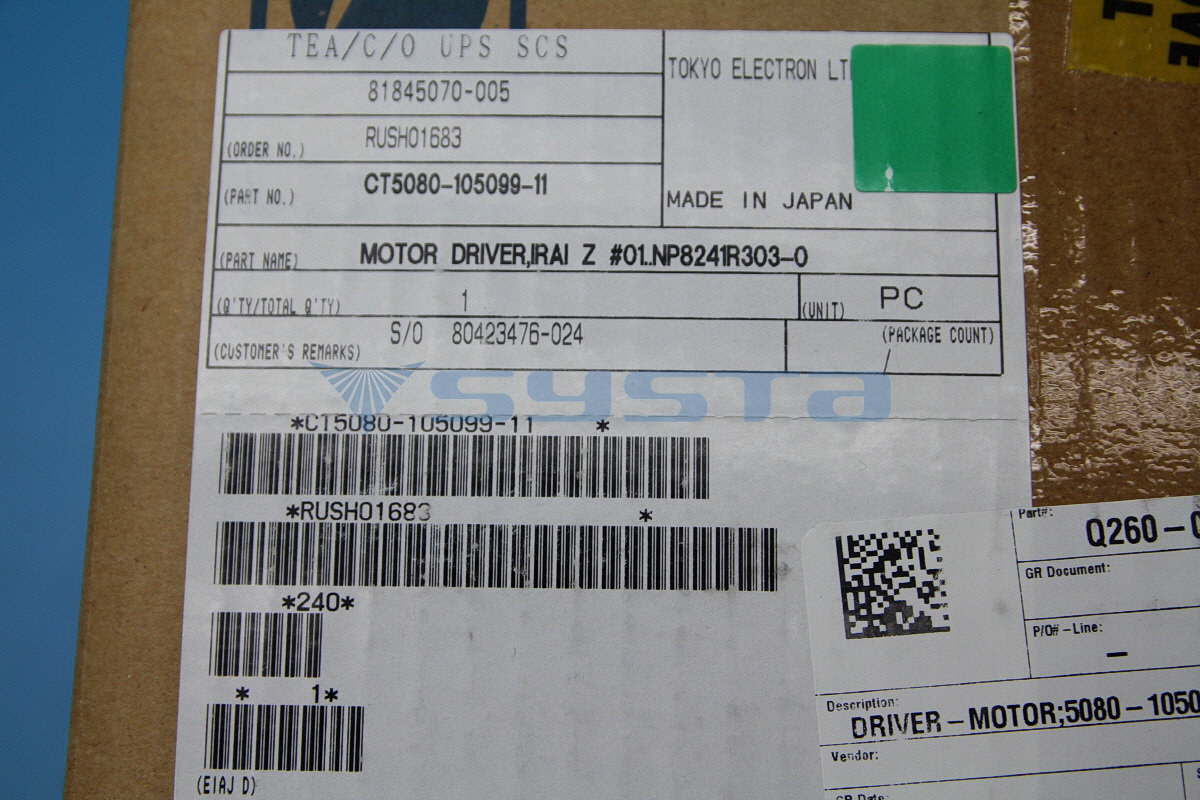 TEA/C/O UPS SCS
81845070-005
(ORDER NO.) RUSH01683
(PART NO.) CT5080-105099-11
TOKYO ELECTRON LT
MADE IN JAPAN
(PART NAME) MOTOR DRIVER,IRAI Z #01..NP8241R303-0
(Q'TY/TOTAL Q'TY) 1
(UNIT) PC
(CUSTOMER'S REMARKS) S/O 80423476-024
(PACKAGE COUNT)
systa
*CT5080-105099-11 *
*RUSH01683 *
*240*
* 1*
(EIAJ D)
Part#: Q260-
GR Document:
P/O# -Line: –
Description:
DRIVER-MOTOR;5080-1050
Vendor:
GR Date: